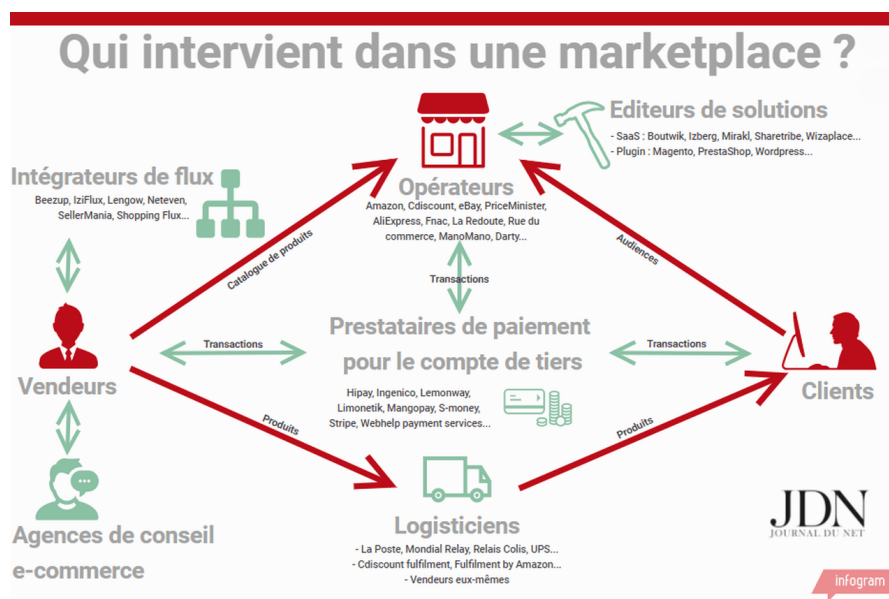 Qui intervient dans une marketplace ?
Editeurs de solutions
- SaaS : Boutwik, Izberg, Mirakl, Sharetribe, Wizaplace...
- Plugin : Magento, PrestaShop, Wordpress...
Intégrateurs de flux
Beezup, IziFlux, Lengow, Neteven,
SellerMania, Shopping Flux...
Opérateurs
Amazon, Cdiscount, eBay, PriceMinister,
AliExpress, Fnac, La Redoute, Rue du
commerce, ManoMano, Darty...
Catalogue de produits
Audiences
Transactions
Prestataires de paiement
pour le compte de tiers
Transactions
Transactions
Hipay, Ingenico, Lemonway,
Limonetik, Mangopay, S-money,
Stripe, Webhelp payment services...
Vendeurs
Clients
Produits
Produits
Logisticiens
- La Poste, Mondial Relay, Relais Colis, UPS...
- Cdiscount fulfilment, Fulfilment by Amazon...
- Vendeurs eux-mêmes
Agences de conseil
e-commerce
JDN
JOURNAL DU NET
infogram